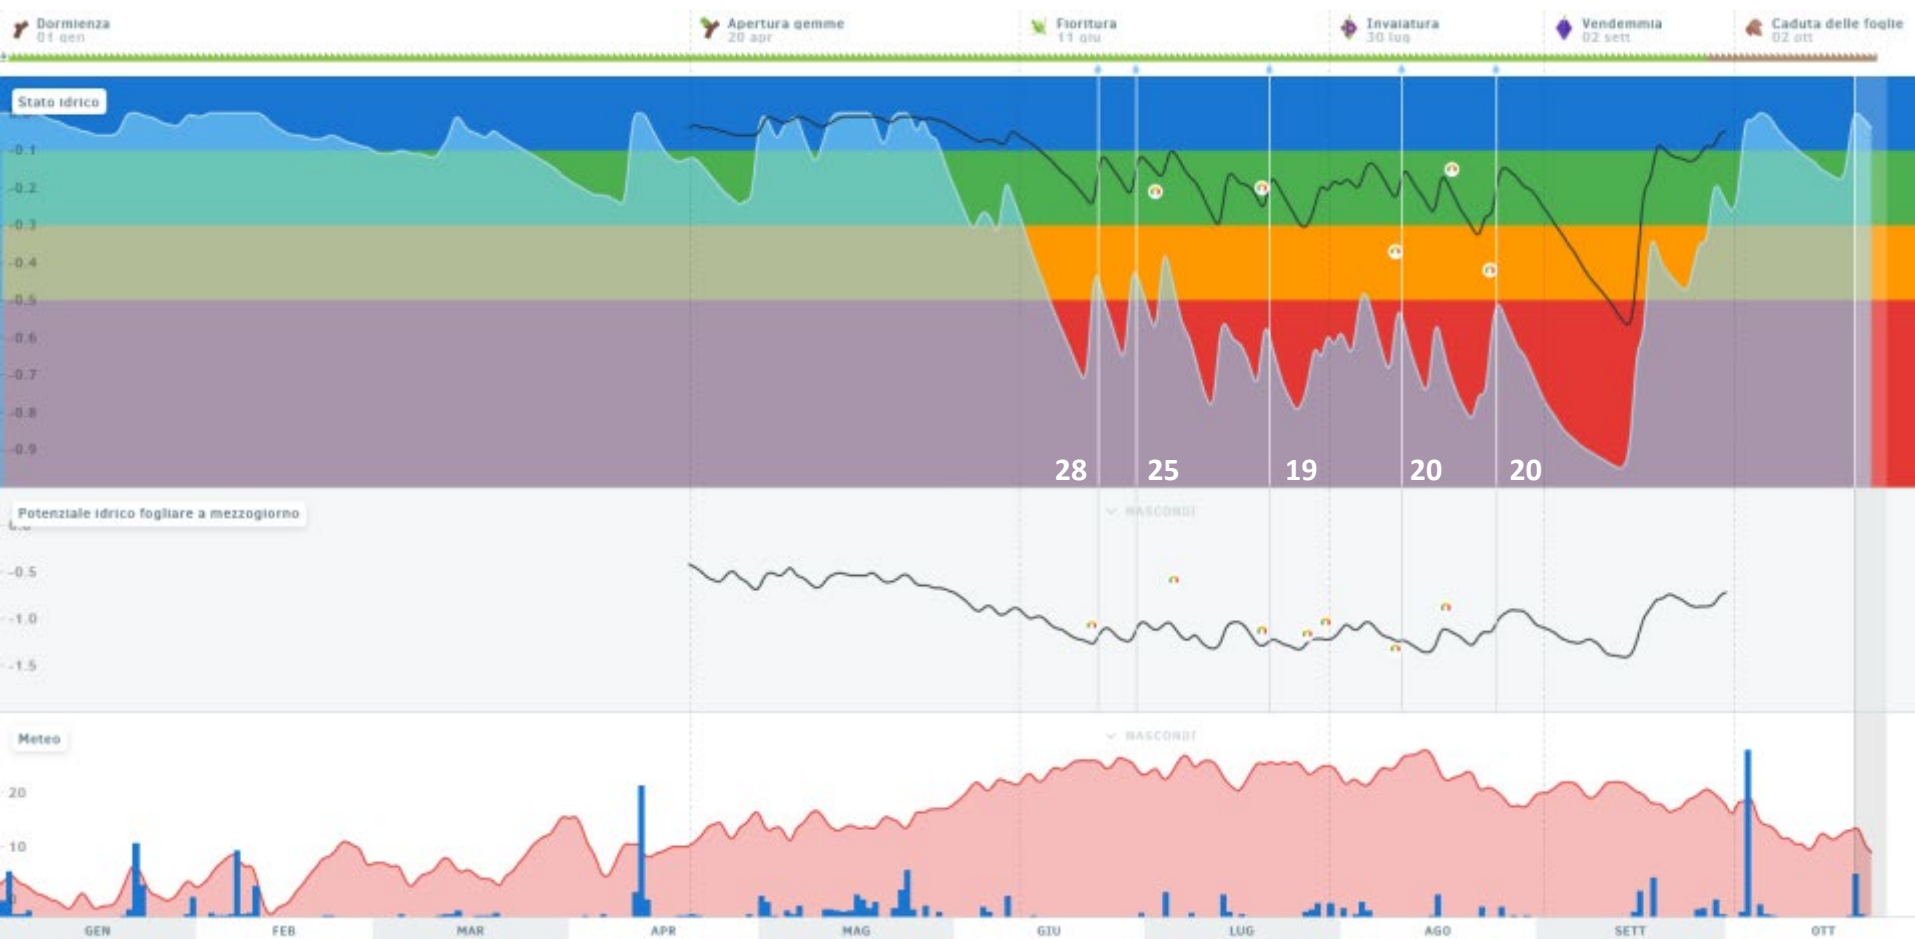 Dormienza
01 gen
Apertura gemme
20 apr
Fioritura
11 giu
Invaiatura
30 lug
Vendemmia
02 sett
Caduta delle foglie
02 ott
Stato idrico
-0.1
-0.2
-0.3
-0.4
-0.5
-0.6
-0.7
-0.8
-0.9
28
25
19
20
20
Potenziale idrico fogliare a mezzogiorno
NASCONDI
-0.5
-1.0
-1.5
Meteo
NASCONDI
20
10
GEN
FEB
MAR
APR
MAG
GIU
LUG
AGO
SETT
OTT